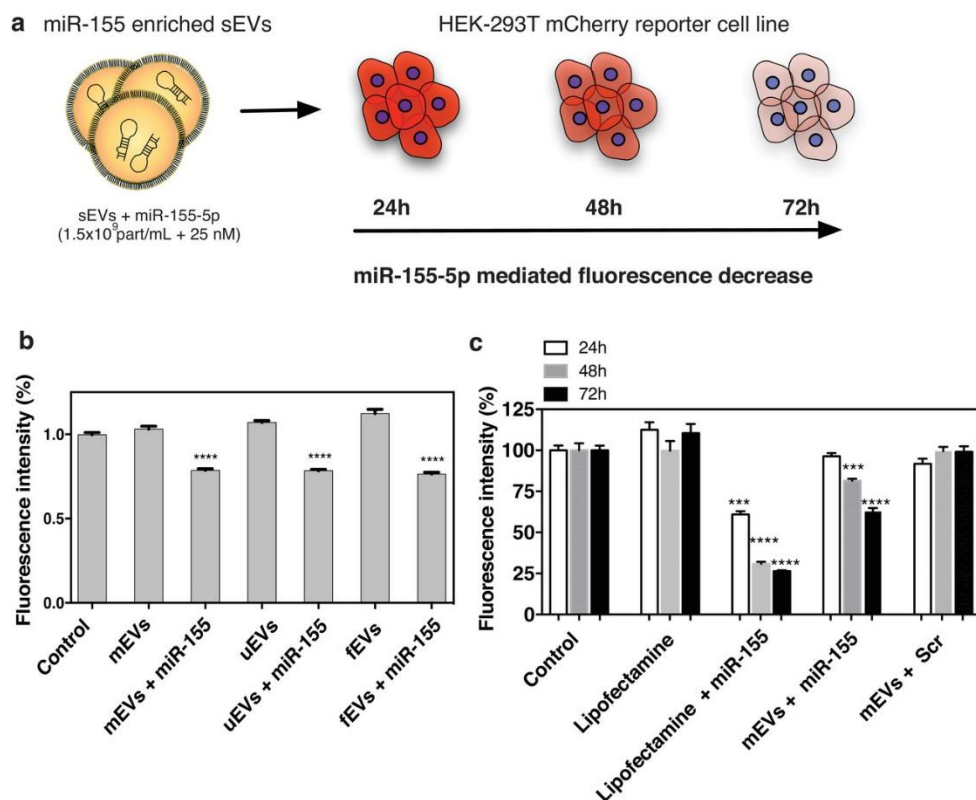 a
miR-155 enriched sEVs
HEK-293T mCherry reporter cell line
sEVs + miR-155-5p
(1.5x10⁹part/mL + 25 nM)
24h
48h
72h
miR-155-5p mediated fluorescence decrease
b
Fluorescence intensity (%)
1.0
0.5
0.0
****
****
****
Control
mEVs
mEVs + miR-155
uEVs
uEVs + miR-155
fEVs
fEVs + miR-155
c
24h
48h
72h
Fluorescence intensity (%)
125
100
75
50
25
0
***
****
****
***
****
Control
Lipofectamine
Lipofectamine + miR-155
mEVs + miR-155
mEVs + Scr